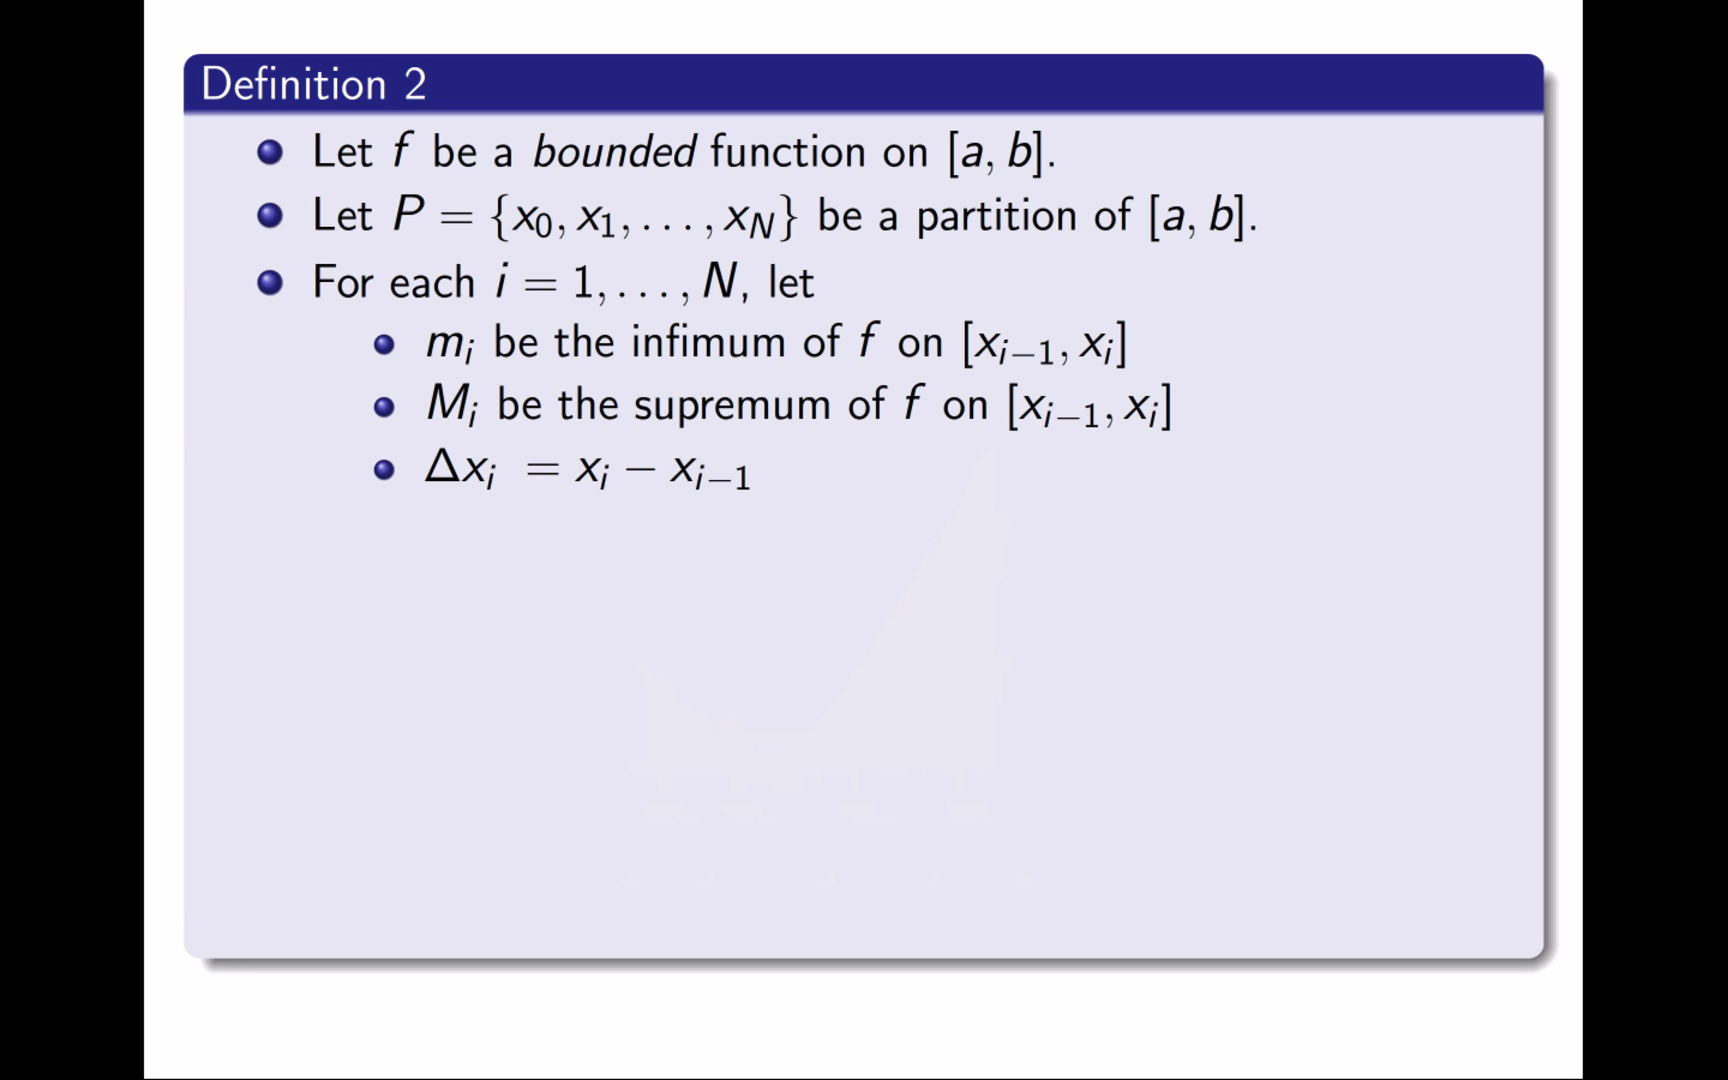 Definition 2
Let f be a bounded function on [a, b].
Let P = {x₀, x₁, . . . , x_N} be a partition of [a, b].
For each i = 1, . . . , N, let
mᵢ be the infimum of f on [xᵢ₋₁, xᵢ]
Mᵢ be the supremum of f on [xᵢ₋₁, xᵢ]
Δxᵢ = xᵢ − xᵢ₋₁